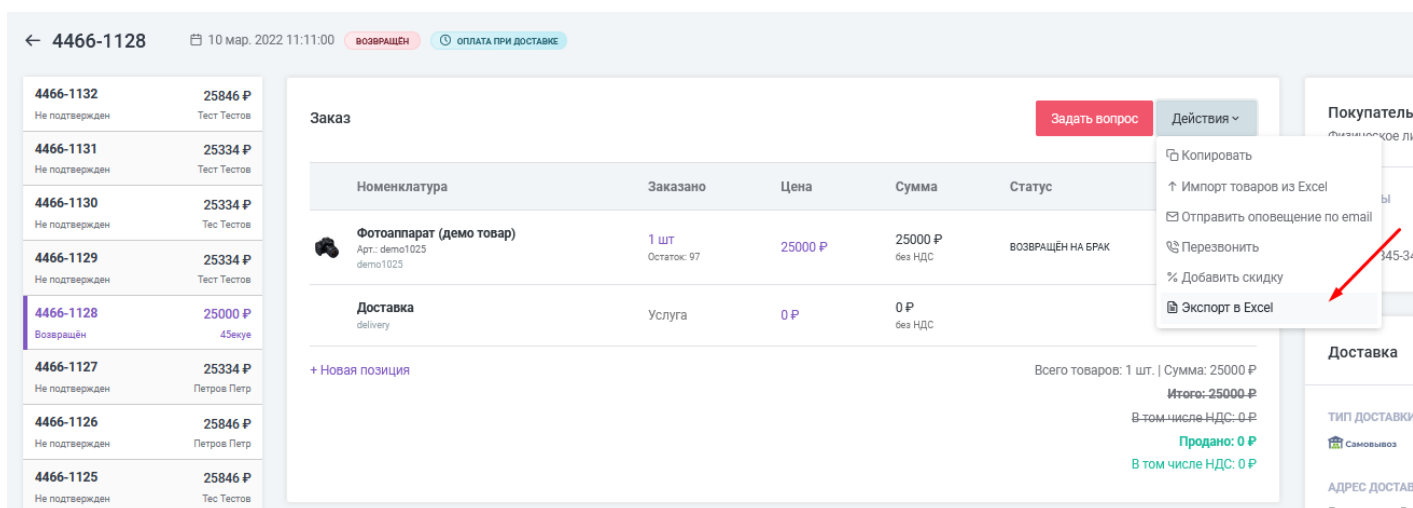 ← 4466-1128 10 мар. 2022 11:11:00 ВОЗВРАЩЁН ОПЛАТА ПРИ ДОСТАВКЕ
4466-1132 25846 ₽
Не подтвержден Тест Тестов
4466-1131 25334 ₽
Не подтвержден Тест Тестов
4466-1130 25334 ₽
Не подтвержден Тес Тестов
4466-1129 25334 ₽
Не подтвержден Тест Тестов
4466-1128 25000 ₽
Возвращён 45екуе
4466-1127 25334 ₽
Не подтвержден Петров Петр
4466-1126 25846 ₽
Не подтвержден Петров Петр
4466-1125 25846 ₽
Не подтвержден Тес Тестов
Заказ
Задать вопрос Действия
Копировать
Импорт товаров из Excel
Отправить оповещение по email
Перезвонить
% Добавить скидку
Экспорт в Excel
Номенклатура Заказано Цена Сумма Статус
Фотоаппарат (демо товар) 1 шт 25000 ₽ 25000 ₽ ВОЗВРАЩЁН НА БРАК
Арт.: demo1025 Остаток: 97 без НДС
demo1025
Доставка Услуга 0 ₽ 0 ₽
delivery без НДС
+ Новая позиция
Всего товаров: 1 шт. | Сумма: 25000 ₽
Итого: 25000 ₽
В том числе НДС: 0 ₽
Продано: 0 ₽
В том числе НДС: 0 ₽
Покупатель
Доставка
ТИП ДОСТАВКИ
Самовывоз
АДРЕС ДОСТАВ